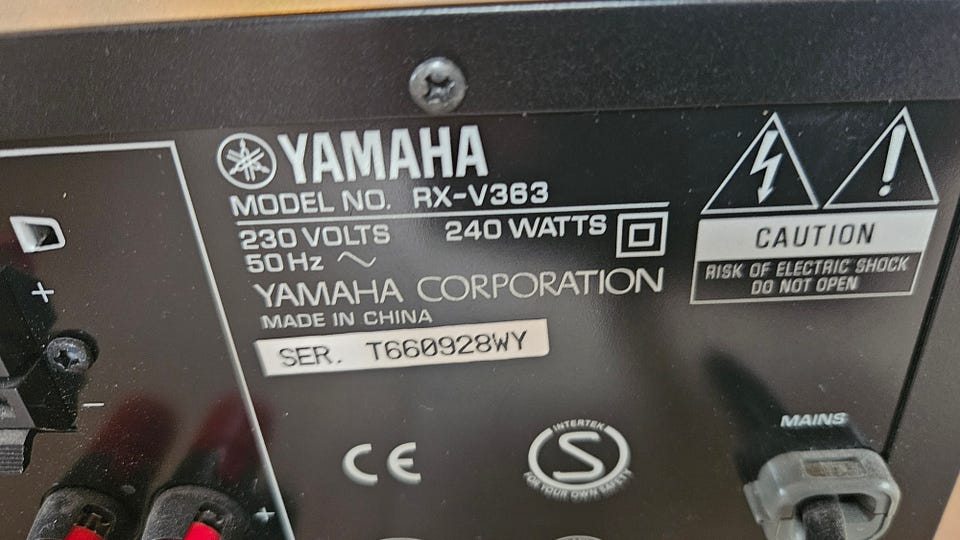 YAMAHA
MODEL NO. RX-V363
230 VOLTS 240 WATTS
50 Hz ~
YAMAHA CORPORATION
MADE IN CHINA
SER. T660928WY
CAUTION
RISK OF ELECTRIC SHOCK
DO NOT OPEN
+
−
+
CE
INTERTEK
S
FOR YOUR OWN SAFETY
MAINS